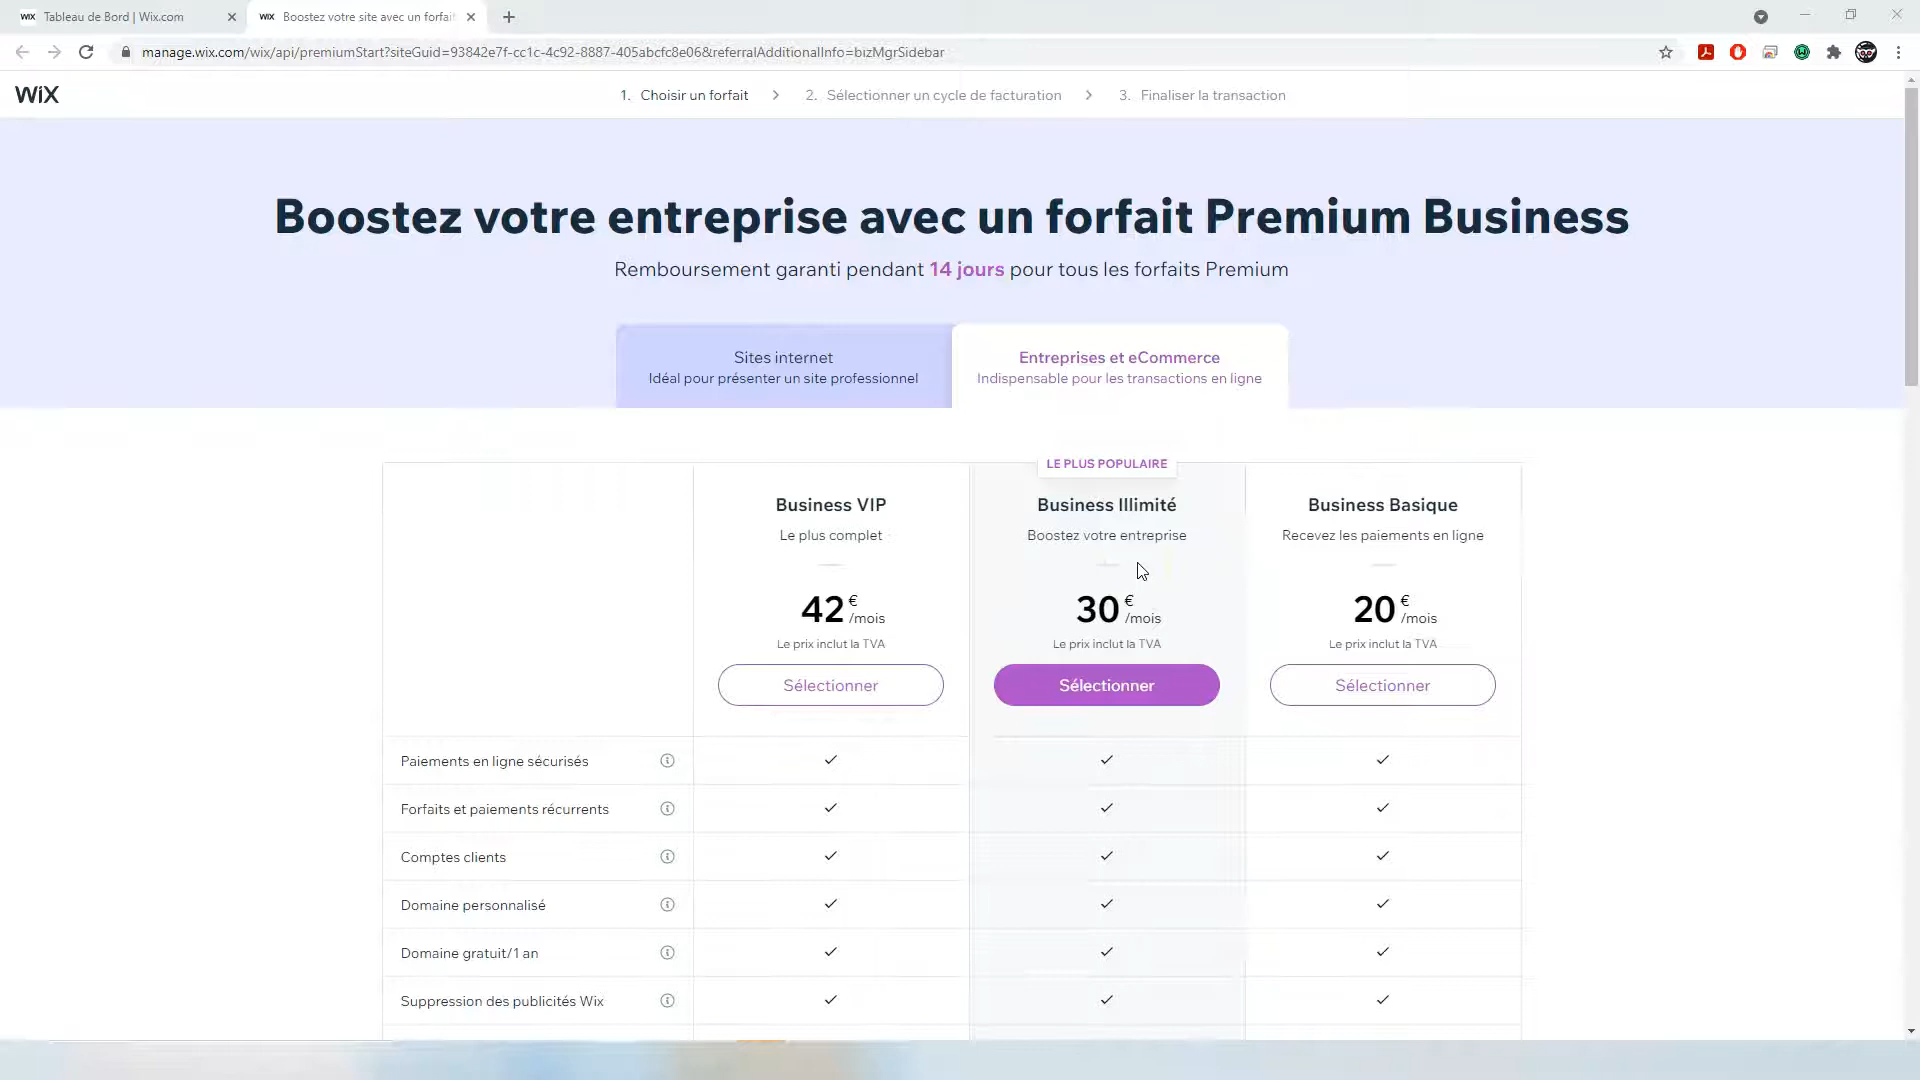 WiX Tableau de Bord | Wix.com
WiX Boostez votre site avec un forfai
manage.wix.com/wix/api/premiumStart?siteGuid=93842e7f-cc1c-4c92-8887-405abcfc8e06&referralAdditionalInfo=bizMgrSidebar
WiX
1. Choisir un forfait > 2. Sélectionner un cycle de facturation > 3. Finaliser la transaction
Boostez votre entreprise avec un forfait Premium Business
Remboursement garanti pendant 14 jours pour tous les forfaits Premium
Sites internet
Idéal pour présenter un site professionnel
Entreprises et eCommerce
Indispensable pour les transactions en ligne
Business VIP
Le plus complet
42 € /mois
Le prix inclut la TVA
Sélectionner
LE PLUS POPULAIRE
Business Illimité
Boostez votre entreprise
30 € /mois
Le prix inclut la TVA
Sélectionner
Business Basique
Recevez les paiements en ligne
20 € /mois
Le prix inclut la TVA
Sélectionner
Paiements en ligne sécurisés
Forfaits et paiements récurrents
Comptes clients
Domaine personnalisé
Domaine gratuit/1 an
Suppression des publicités Wix